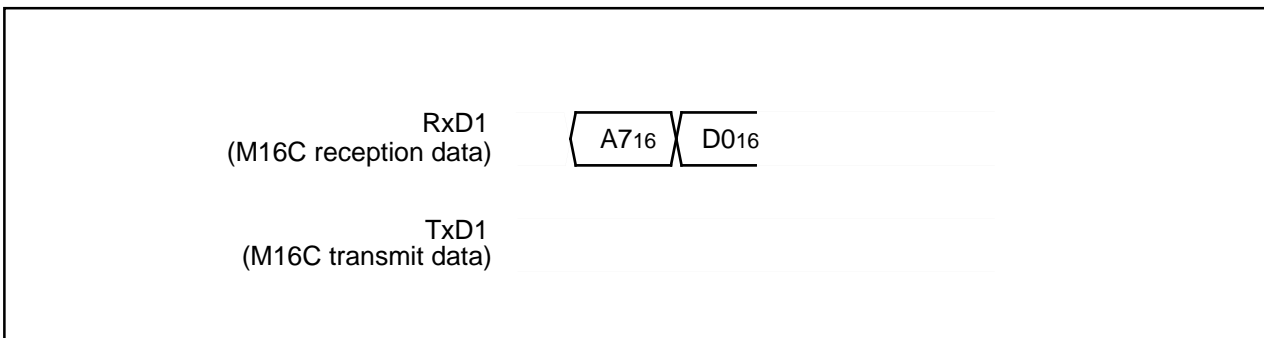 RxD1
(M16C reception data)
A716 D016
TxD1
(M16C transmit data)